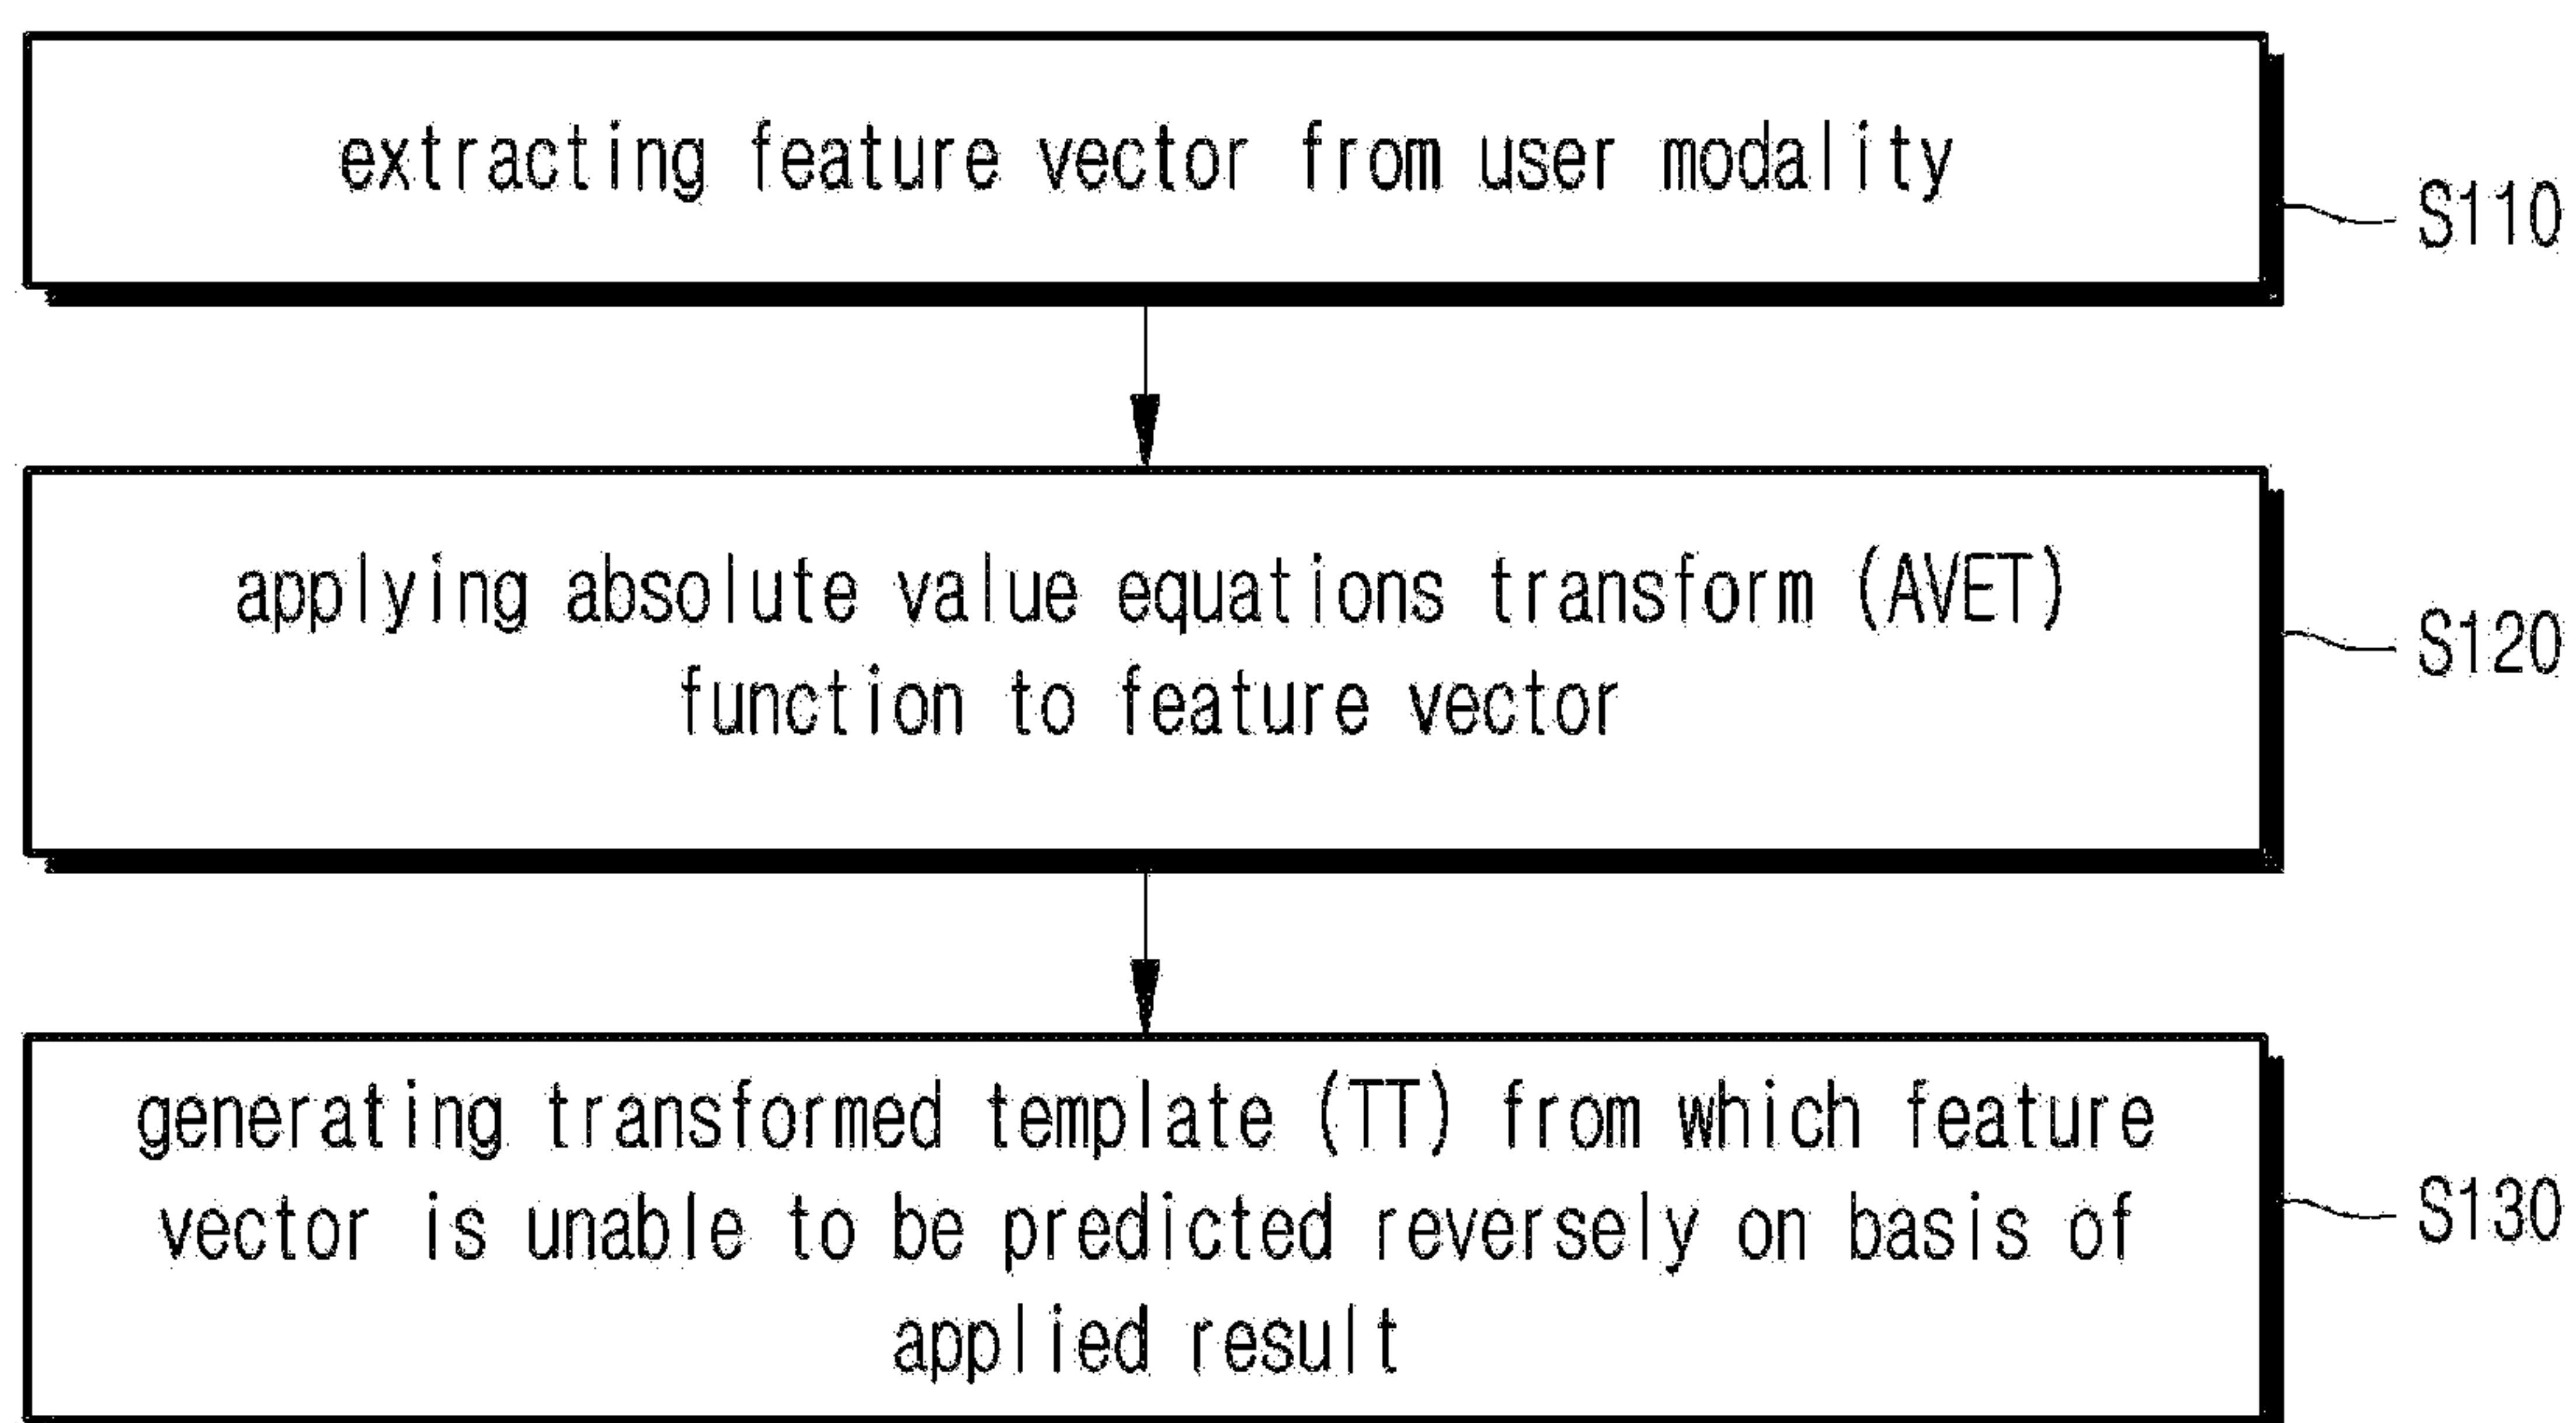 extracting feature vector from user modality
S110
applying absolute value equations transform (AVET)
function to feature vector
S120
generating transformed template (TT) from which feature
vector is unable to be predicted reversely on basis of
applied result
S130